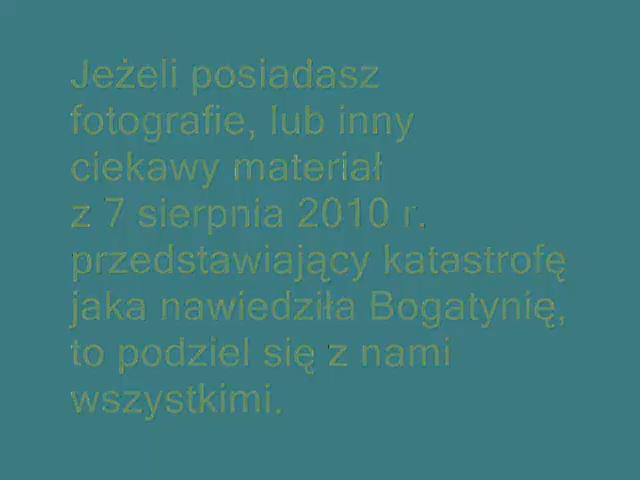 Jeżeli posiadasz
fotografie, lub inny
ciekawy materiał
z 7 sierpnia 2010 r.
przedstawiający katastrofę
jaka nawiedziła Bogatynię,
to podziel się z nami
wszystkimi.